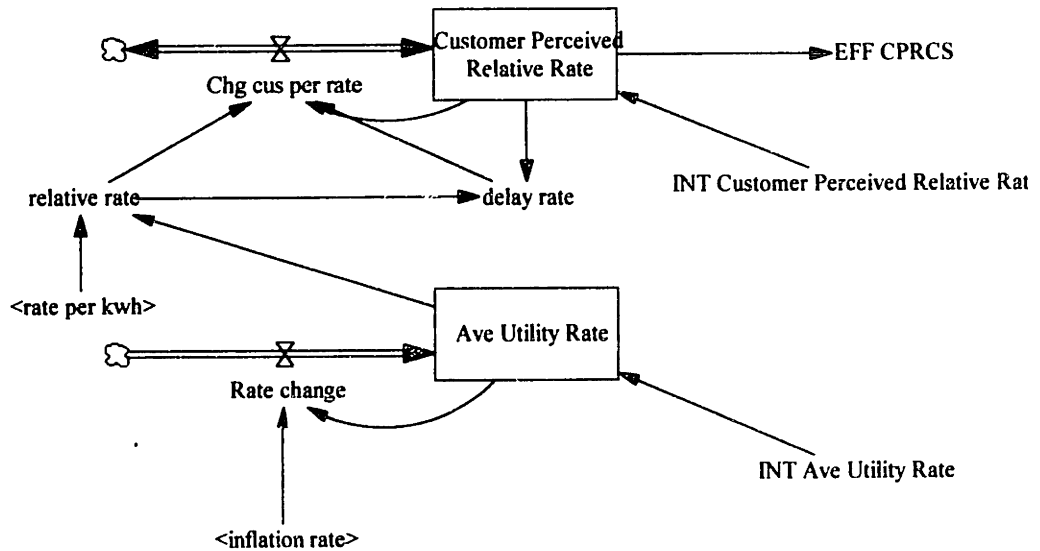 Customer Perceived
Relative Rate
EFF CPRCS
Chg cus per rate
INT Customer Perceived Relative Rat
relative rate
delay rate
<rate per kwh>
Ave Utility Rate
Rate change
INT Ave Utility Rate
<inflation rate>